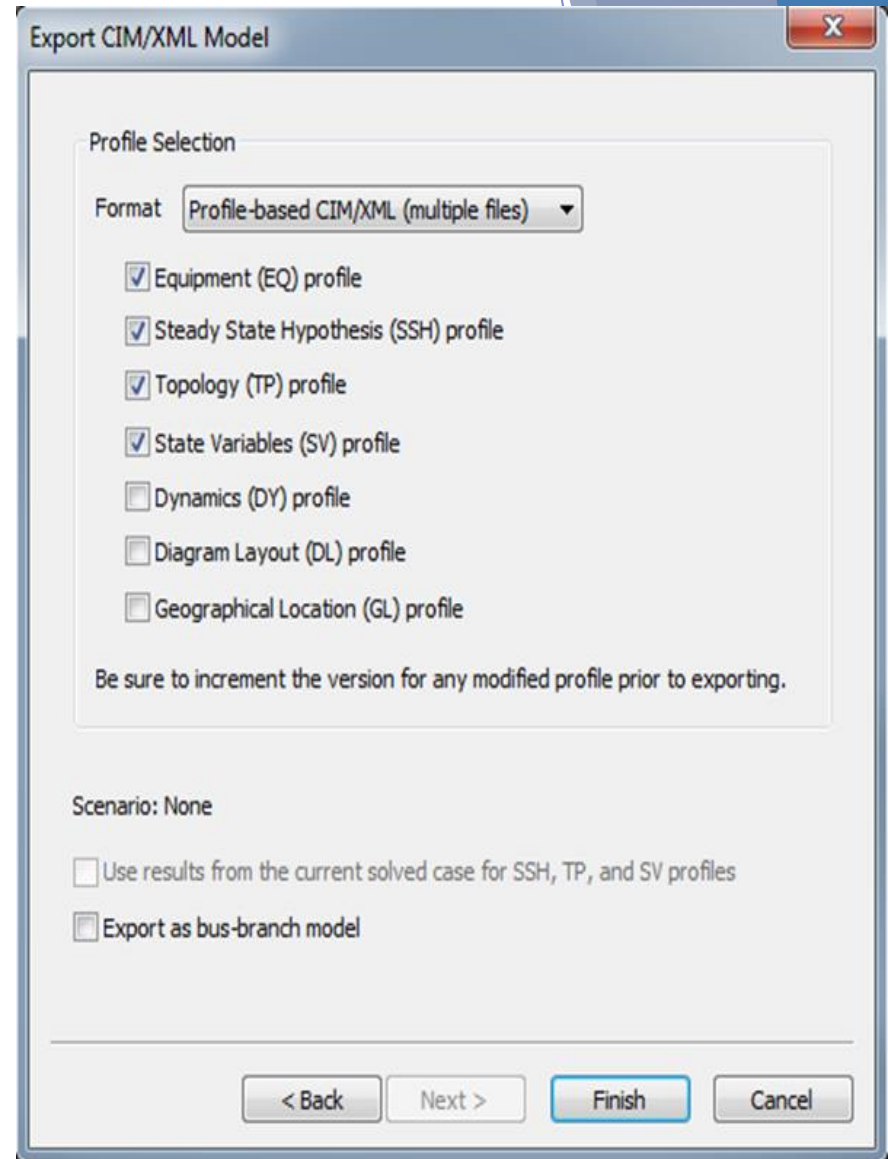 Export CIM/XML Model
Profile Selection
Format Profile-based CIM/XML (multiple files)
Equipment (EQ) profile
Steady State Hypothesis (SSH) profile
Topology (TP) profile
State Variables (SV) profile
Dynamics (DY) profile
Diagram Layout (DL) profile
Geographical Location (GL) profile
Be sure to increment the version for any modified profile prior to exporting.
Scenario: None
Use results from the current solved case for SSH, TP, and SV profiles
Export as bus-branch model
< Back Next > Finish Cancel